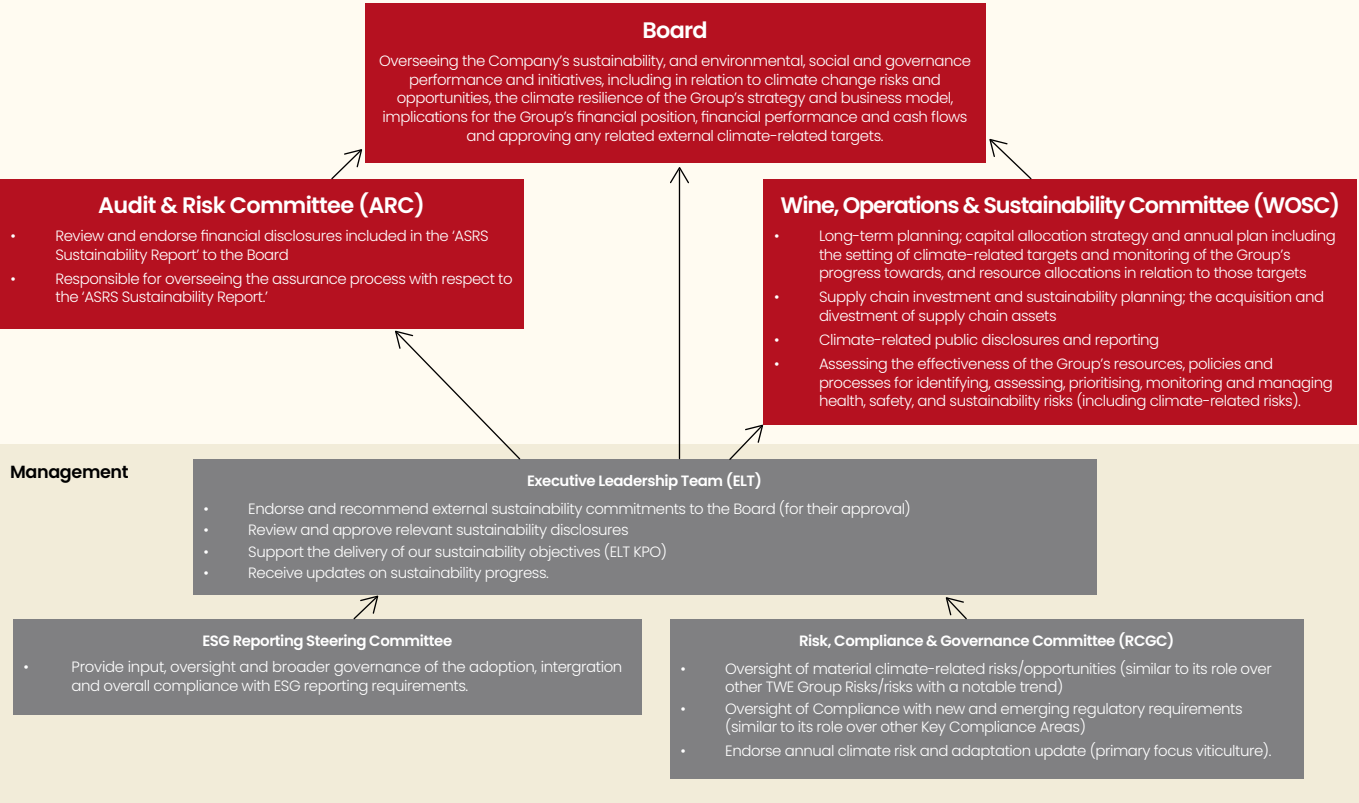 Board
Overseeing the Company's sustainability, and environmental, social and governance
performance and initiatives, including in relation to climate change risks and
opportunities, the climate resilience of the Group's strategy and business model,
implications for the Group's financial position, financial performance and cash flows
and approving any related external climate-related targets.
Audit & Risk Committee (ARC)
• Review and endorse financial disclosures included in the 'ASRS
Sustainability Report' to the Board
• Responsible for overseeing the assurance process with respect to
the 'ASRS Sustainability Report.'
Wine, Operations & Sustainability Committee (WOSC)
• Long-term planning; capital allocation strategy and annual plan including
the setting of climate-related targets and monitoring of the Group's
progress towards, and resource allocations in relation to those targets
• Supply chain investment and sustainability planning; the acquisition and
divestment of supply chain assets
• Climate-related public disclosures and reporting
• Assessing the effectiveness of the Group's resources, policies and
processes for identifying, assessing, prioritising, monitoring and managing
health, safety, and sustainability risks (including climate-related risks).
Management
Executive Leadership Team (ELT)
• Endorse and recommend external sustainability commitments to the Board (for their approval)
• Review and approve relevant sustainability disclosures
• Support the delivery of our sustainability objectives (ELT KPO)
• Receive updates on sustainability progress.
ESG Reporting Steering Committee
• Provide input, oversight and broader governance of the adoption, intergration
and overall compliance with ESG reporting requirements.
Risk, Compliance & Governance Committee (RCGC)
• Oversight of material climate-related risks/opportunities (similar to its role over
other TWE Group Risks/risks with a notable trend)
• Oversight of Compliance with new and emerging regulatory requirements
(similar to its role over other Key Compliance Areas)
• Endorse annual climate risk and adaptation update (primary focus viticulture).